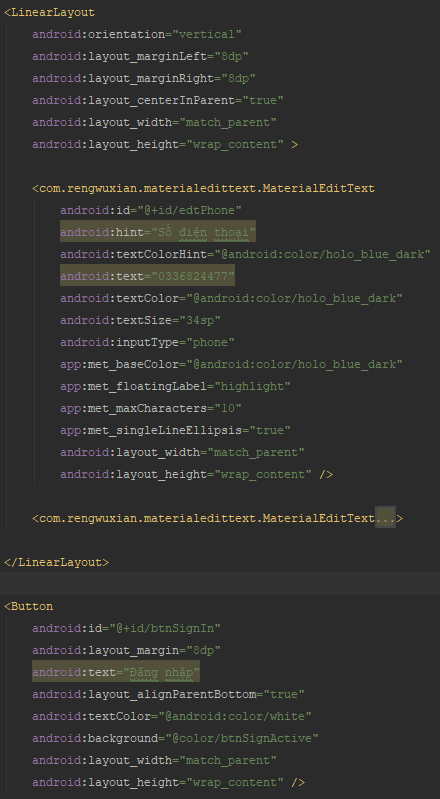 <LinearLayout
android:orientation="vertical"
android:layout_marginLeft="8dp"
android:layout_marginRight="8dp"
android:layout_centerInParent="true"
android:layout_width="match_parent"
android:layout_height="wrap_content" >
<com.rengwuxian.materialedittext.MaterialEditText
android:id="@+id/edtPhone"
android:hint="Số điện thoại"
android:textColorHint="@android:color/holo_blue_dark"
android:text="0336824477"
android:textColor="@android:color/holo_blue_dark"
android:textSize="34sp"
android:inputType="phone"
app:met_baseColor="@android:color/holo_blue_dark"
app:met_floatingLabel="highlight"
app:met_maxCharacters="10"
app:met_singleLineEllipsis="true"
android:layout_width="match_parent"
android:layout_height="wrap_content" />
<com.rengwuxian.materialedittext.MaterialEditText...>
</LinearLayout>
<Button
android:id="@+id/btnSignIn"
android:layout_margin="8dp"
android:text="Đăng nhập"
android:layout_alignParentBottom="true"
android:textColor="@android:color/white"
android:background="@color/btnSignActive"
android:layout_width="match_parent"
android:layout_height="wrap_content" />